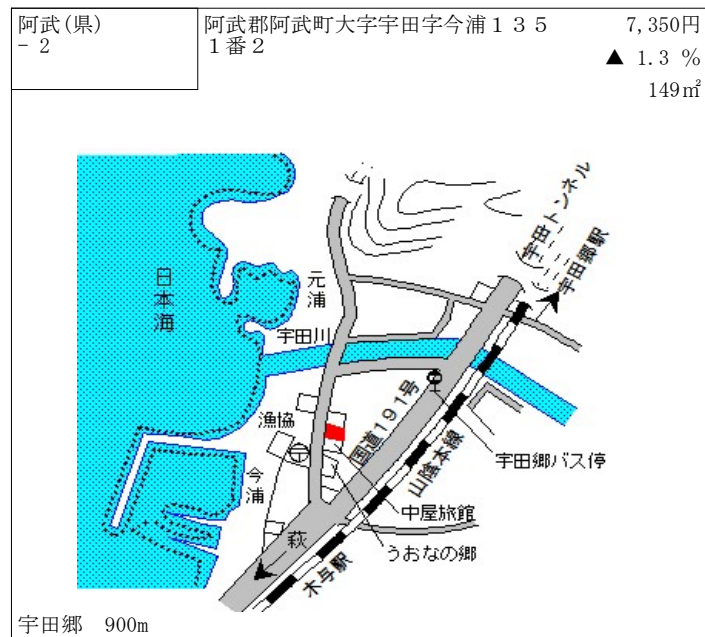 阿武(県)
- 2
阿武郡阿武町大字宇田字今浦135
1番2
7,350円
▲ 1.3 %
149㎡
宇田トンネル
宇田郷駅
日本海
元浦
宇田川
漁協
国道191号
山陰本線
宇田郷バス停
今浦
中屋旅館
うおなの郷
萩
木与駅
宇田郷 900m